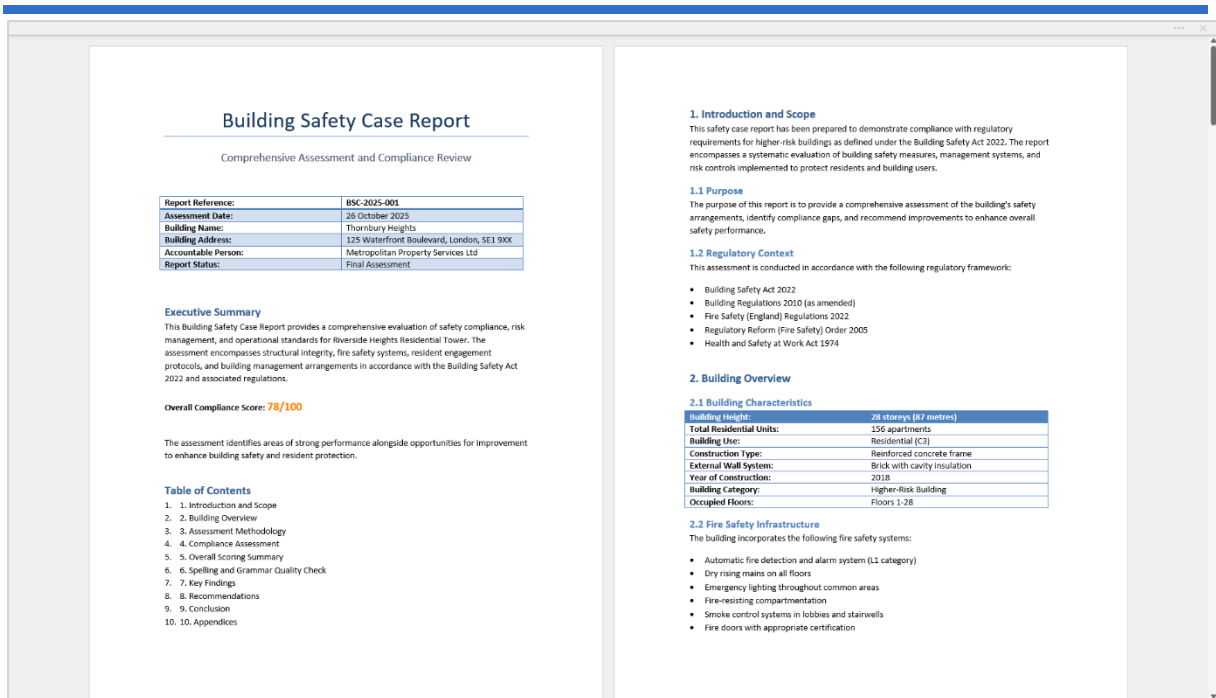 Building Safety Case Report
Comprehensive Assessment and Compliance Review
Report Reference: BSC-2025-001
Assessment Date: 26 October 2025
Building Name: Thornbury Heights
Building Address: 125 Waterfront Boulevard, London, SE1 9XX
Accountable Person: Metropolitan Property Services Ltd
Report Status: Final Assessment
Executive Summary
This Building Safety Case Report provides a comprehensive evaluation of safety compliance, risk
management, and operational standards for Riverside Heights Residential Tower. The
assessment encompasses structural integrity, fire safety systems, resident engagement
protocols, and building management arrangements in accordance with the Building Safety Act
2022 and associated regulations.
Overall Compliance Score: 78/100
The assessment identifies areas of strong performance alongside opportunities for improvement
to enhance building safety and resident protection.
Table of Contents
1. 1. Introduction and Scope
2. 2. Building Overview
3. 3. Assessment Methodology
4. 4. Compliance Assessment
5. 5. Overall Scoring Summary
6. 6. Spelling and Grammar Quality Check
7. 7. Key Findings
8. 8. Recommendations
9. 9. Conclusion
10. 10. Appendices
1. Introduction and Scope
This safety case report has been prepared to demonstrate compliance with regulatory
requirements for higher-risk buildings as defined under the Building Safety Act 2022. The report
encompasses a systematic evaluation of building safety measures, management systems, and
risk controls implemented to protect residents and building users.
1.1 Purpose
The purpose of this report is to provide a comprehensive assessment of the building's safety
arrangements, identify compliance gaps, and recommend improvements to enhance overall
safety performance.
1.2 Regulatory Context
This assessment is conducted in accordance with the following regulatory framework:
• Building Safety Act 2022
• Building Regulations 2010 (as amended)
• Fire Safety (England) Regulations 2022
• Regulatory Reform (Fire Safety) Order 2005
• Health and Safety at Work Act 1974
2. Building Overview
2.1 Building Characteristics
Building Height: 28 storeys (87 metres)
Total Residential Units: 156 apartments
Building Use: Residential (C3)
Construction Type: Reinforced concrete frame
External Wall System: Brick with cavity insulation
Year of Construction: 2018
Building Category: Higher-Risk Building
Occupied Floors: Floors 1-28
2.2 Fire Safety Infrastructure
The building incorporates the following fire safety systems:
• Automatic fire detection and alarm system (L1 category)
• Dry rising mains on all floors
• Emergency lighting throughout common areas
• Fire-resisting compartmentation
• Smoke control systems in lobbies and stairwells
• Fire doors with appropriate certification